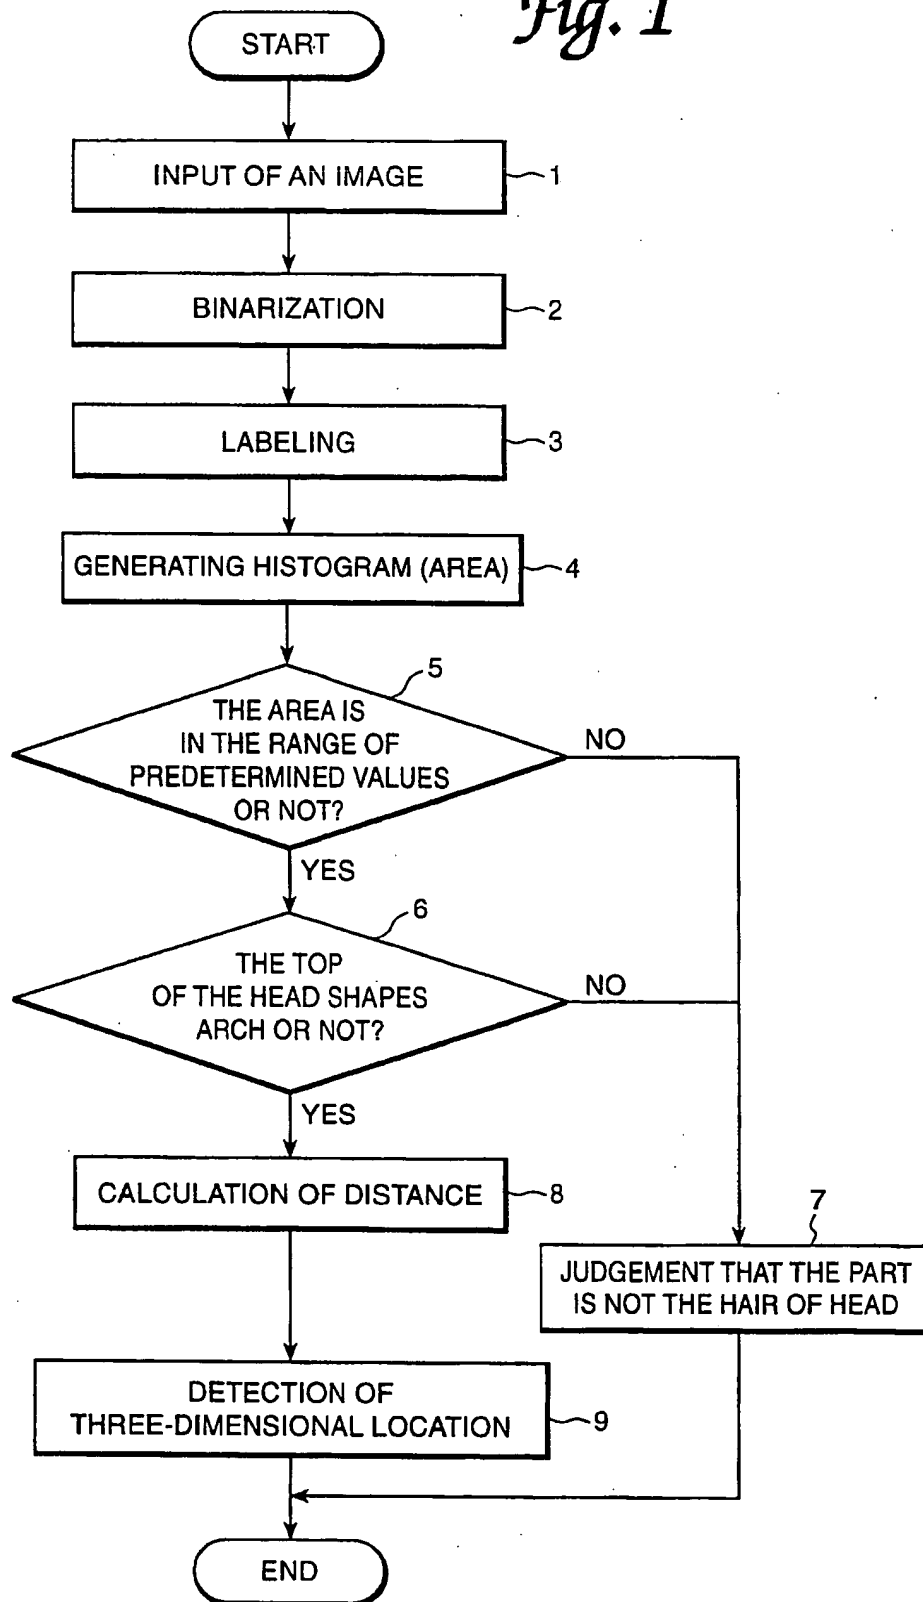 Fig. 1
START
INPUT OF AN IMAGE
1
BINARIZATION
2
LABELING
3
GENERATING HISTOGRAM (AREA)
4
5
THE AREA IS
IN THE RANGE OF
PREDETERMINED VALUES
OR NOT?
NO
YES
6
THE TOP
OF THE HEAD SHAPES
ARCH OR NOT?
NO
YES
CALCULATION OF DISTANCE
8
7
JUDGEMENT THAT THE PART
IS NOT THE HAIR OF HEAD
DETECTION OF
THREE-DIMENSIONAL LOCATION
9
END